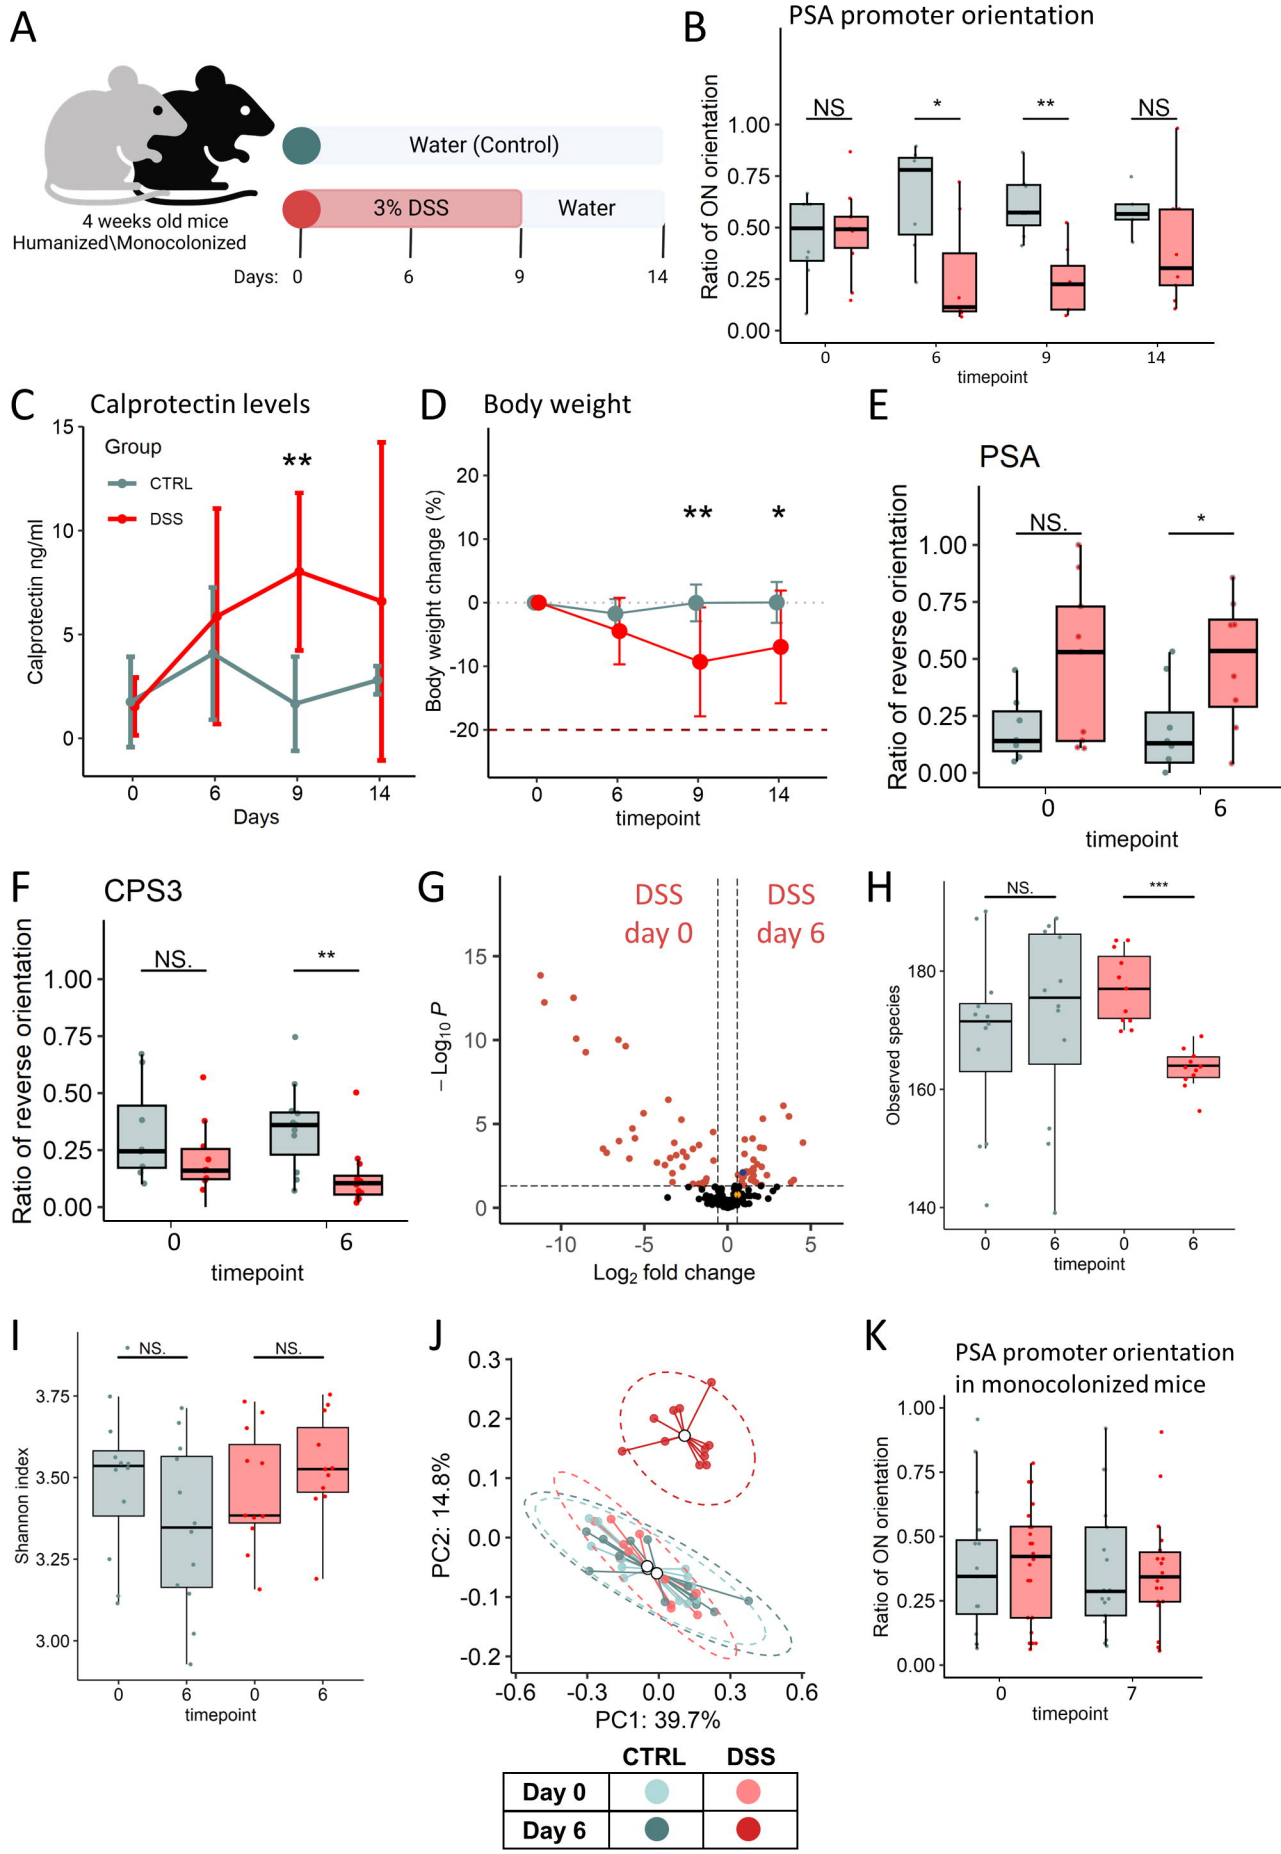 A
4 weeks old mice
Humanized\Monocolonized
Water (Control)
3% DSS
Water
Days:
0
6
9
14
B
PSA promoter orientation
Ratio of ON orientation
1.00
0.75
0.50
0.25
0.00
NS
*
**
NS
0
6
9
14
timepoint
C
Calprotectin levels
Calprotectin ng/ml
15
10
5
0
Group
CTRL
DSS
**
0
6
9
14
Days
D
Body weight
Body weight change (%)
20
10
0
-10
-20
**
*
0
6
9
14
timepoint
E
PSA
Ratio of reverse orientation
1.00
0.75
0.50
0.25
0.00
NS.
*
0
6
timepoint
F
CPS3
Ratio of reverse orientation
1.00
0.75
0.50
0.25
0.00
NS.
**
0
6
timepoint
G
DSS
day 0
DSS
day 6
– Log10 P
15
10
5
0
-10
-5
0
5
Log2 fold change
H
Observed species
180
160
140
NS.
***
0
6
0
6
timepoint
I
Shannon index
3.75
3.50
3.25
3.00
NS.
NS.
0
6
0
6
timepoint
J
PC2: 14.8%
0.3
0.2
0.1
0.0
-0.1
-0.2
-0.6
-0.3
0.0
0.3
0.6
PC1: 39.7%
CTRL
DSS
Day 0
Day 6
K
PSA promoter orientation
in monocolonized mice
Ratio of ON orientation
1.00
0.75
0.50
0.25
0.00
0
7
timepoint